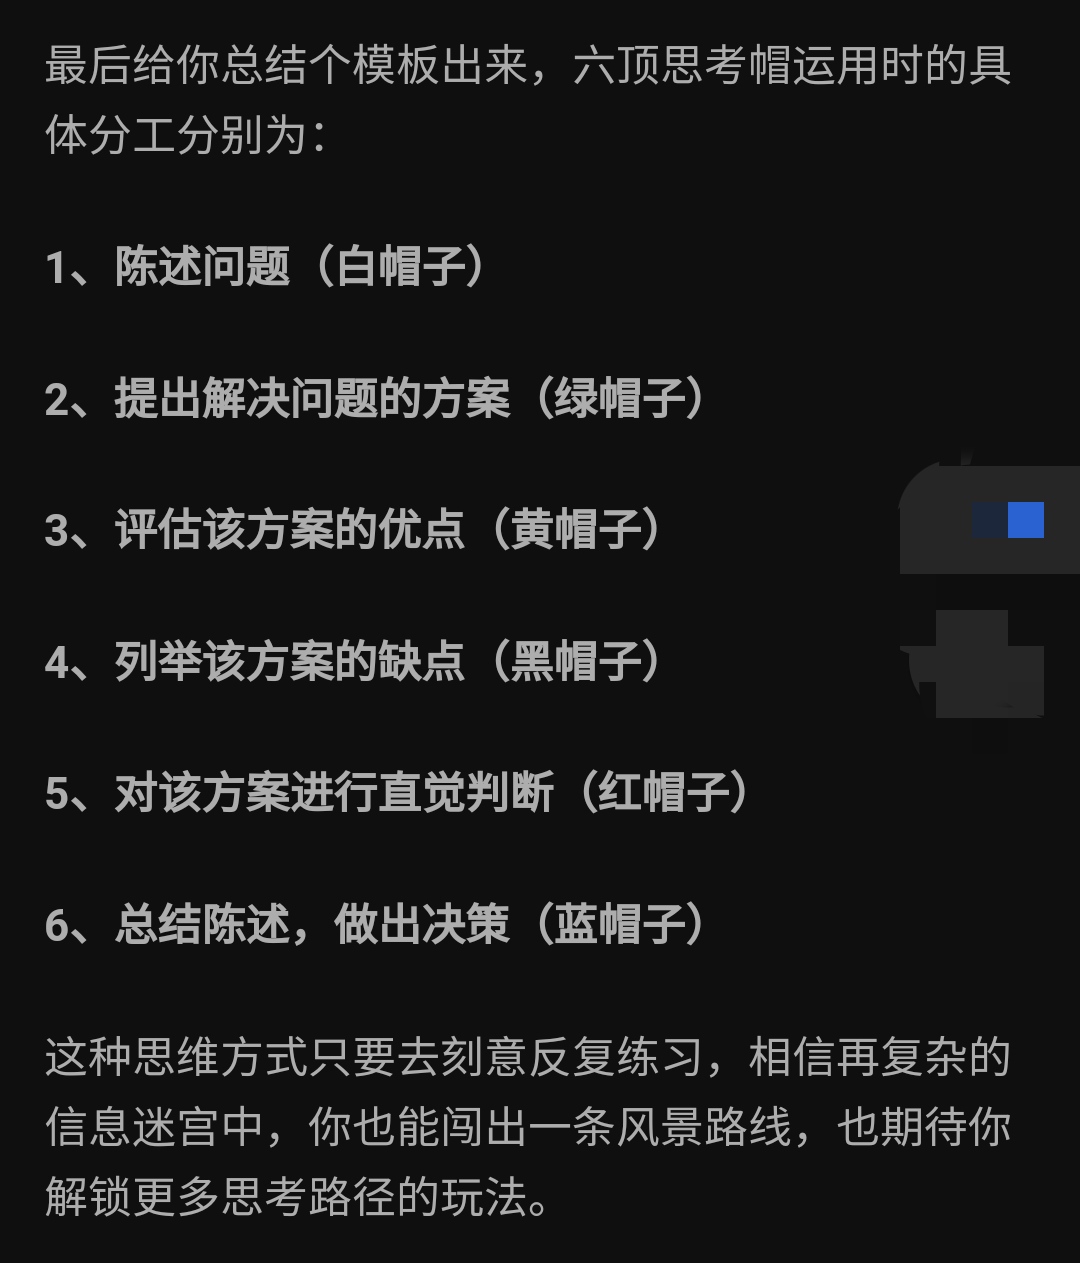 最后给你总结个模板出来，六顶思考帽运用时的具
体分工分别为：
1、陈述问题（白帽子）
2、提出解决问题的方案（绿帽子）
3、评估该方案的优点（黄帽子）
4、列举该方案的缺点（黑帽子）
5、对该方案进行直觉判断（红帽子）
6、总结陈述，做出决策（蓝帽子）
这种思维方式只要去刻意反复练习，相信再复杂的
信息迷宫中，你也能闯出一条风景路线，也期待你
解锁更多思考路径的玩法。